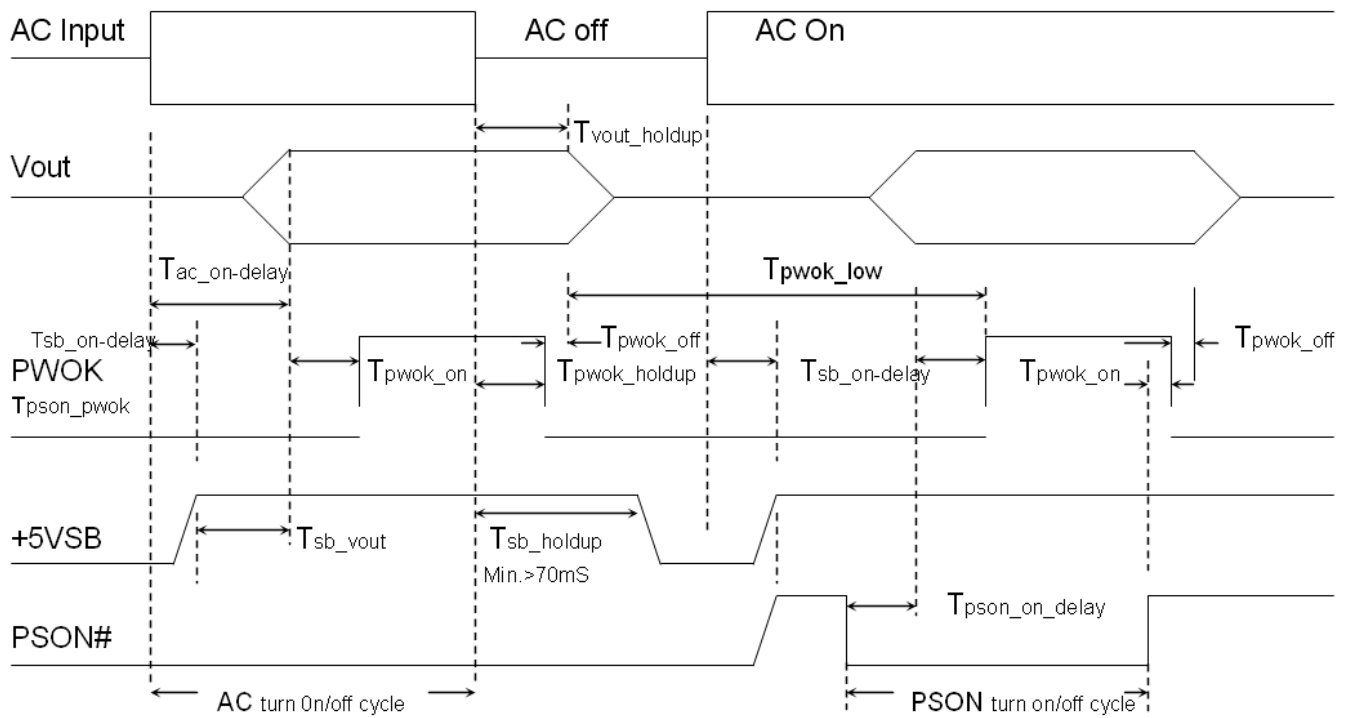 AC Input
AC off
AC On
Tvout_holdup
Vout
Tac_on-delay
Tpwok_low
Tsb_on-delay
Tpwok_off
Tpwok_off
PWOK
Tpwok_on
Tpwok_holdup
Tsb_on-delay
Tpwok_on
Tpson_pwok
+5VSB
Tsb_vout
Tsb_holdup
Min.>70mS
Tpson_on_delay
PSON#
AC turn 0n/off cycle
PSON turn on/off cycle